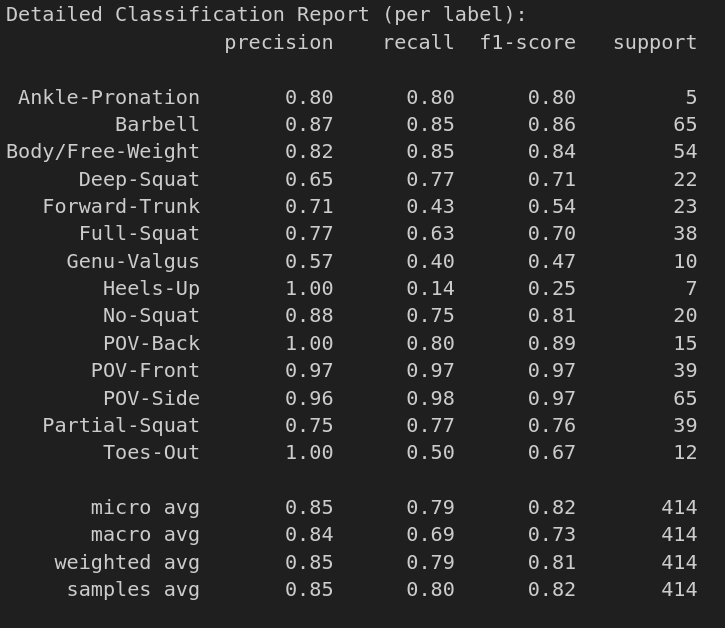 Detailed Classification Report (per label):
precision recall f1-score support
Ankle-Pronation 0.80 0.80 0.80 5
Barbell 0.87 0.85 0.86 65
Body/Free-Weight 0.82 0.85 0.84 54
Deep-Squat 0.65 0.77 0.71 22
Forward-Trunk 0.71 0.43 0.54 23
Full-Squat 0.77 0.63 0.70 38
Genu-Valgus 0.57 0.40 0.47 10
Heels-Up 1.00 0.14 0.25 7
No-Squat 0.88 0.75 0.81 20
POV-Back 1.00 0.80 0.89 15
POV-Front 0.97 0.97 0.97 39
POV-Side 0.96 0.98 0.97 65
Partial-Squat 0.75 0.77 0.76 39
Toes-Out 1.00 0.50 0.67 12
micro avg 0.85 0.79 0.82 414
macro avg 0.84 0.69 0.73 414
weighted avg 0.85 0.79 0.81 414
samples avg 0.85 0.80 0.82 414